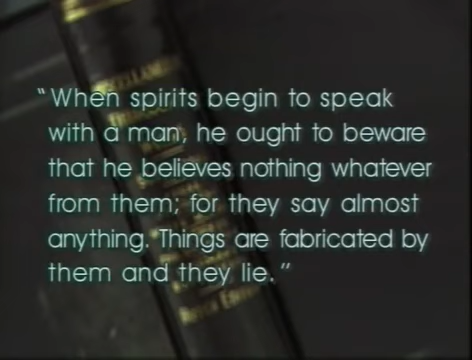 “When spirits begin to speak
with a man, he ought to beware
that he believes nothing whatever
from them; for they say almost
anything. Things are fabricated by
them and they lie.”